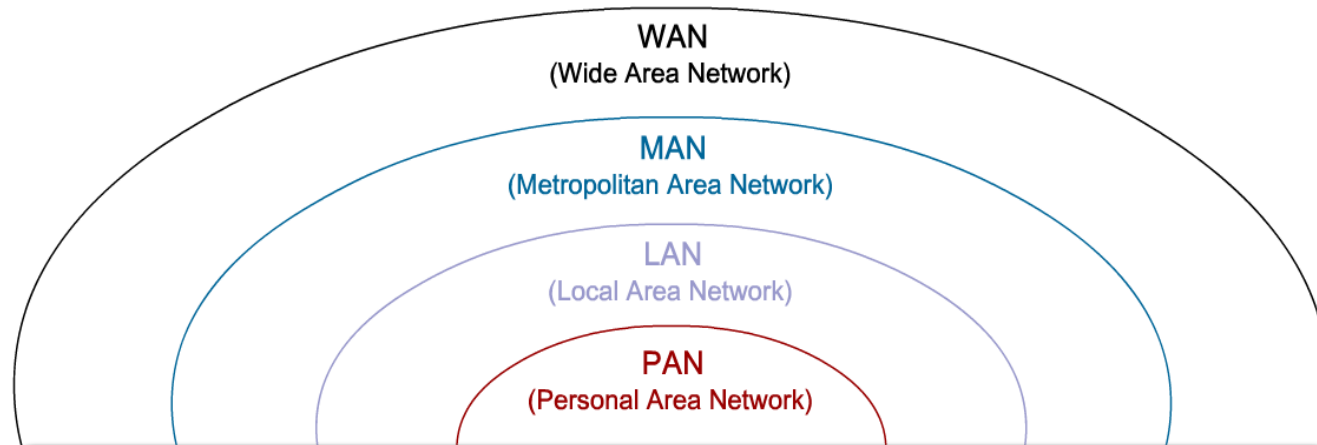 WAN
(Wide Area Network)
MAN
(Metropolitan Area Network)
LAN
(Local Area Network)
PAN
(Personal Area Network)